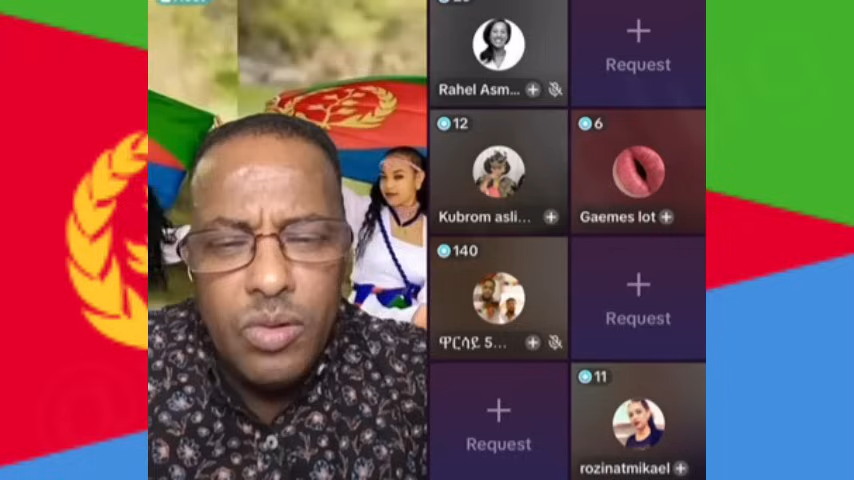 Rahel Asm...
Request
12
6
Kubrom asli...
Gaemes lot
140
ዋርሳይ 5...
Request
11
Request
rozinatmikael